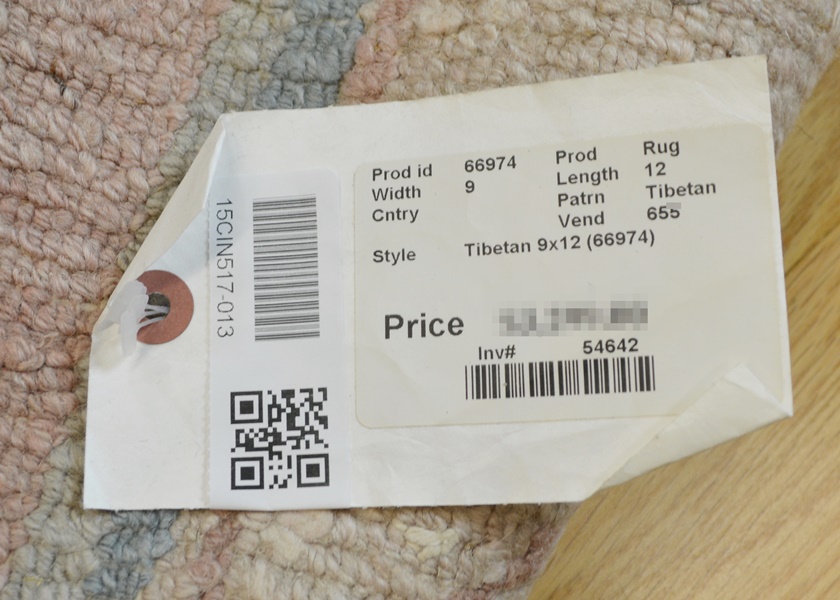 15CIN517-013
Prod id 66974 Prod Rug
Width 9 Length 12
Cntry Patrn Tibetan
Vend 655
Style Tibetan 9x12 (66974)
Price
Inv# 54642